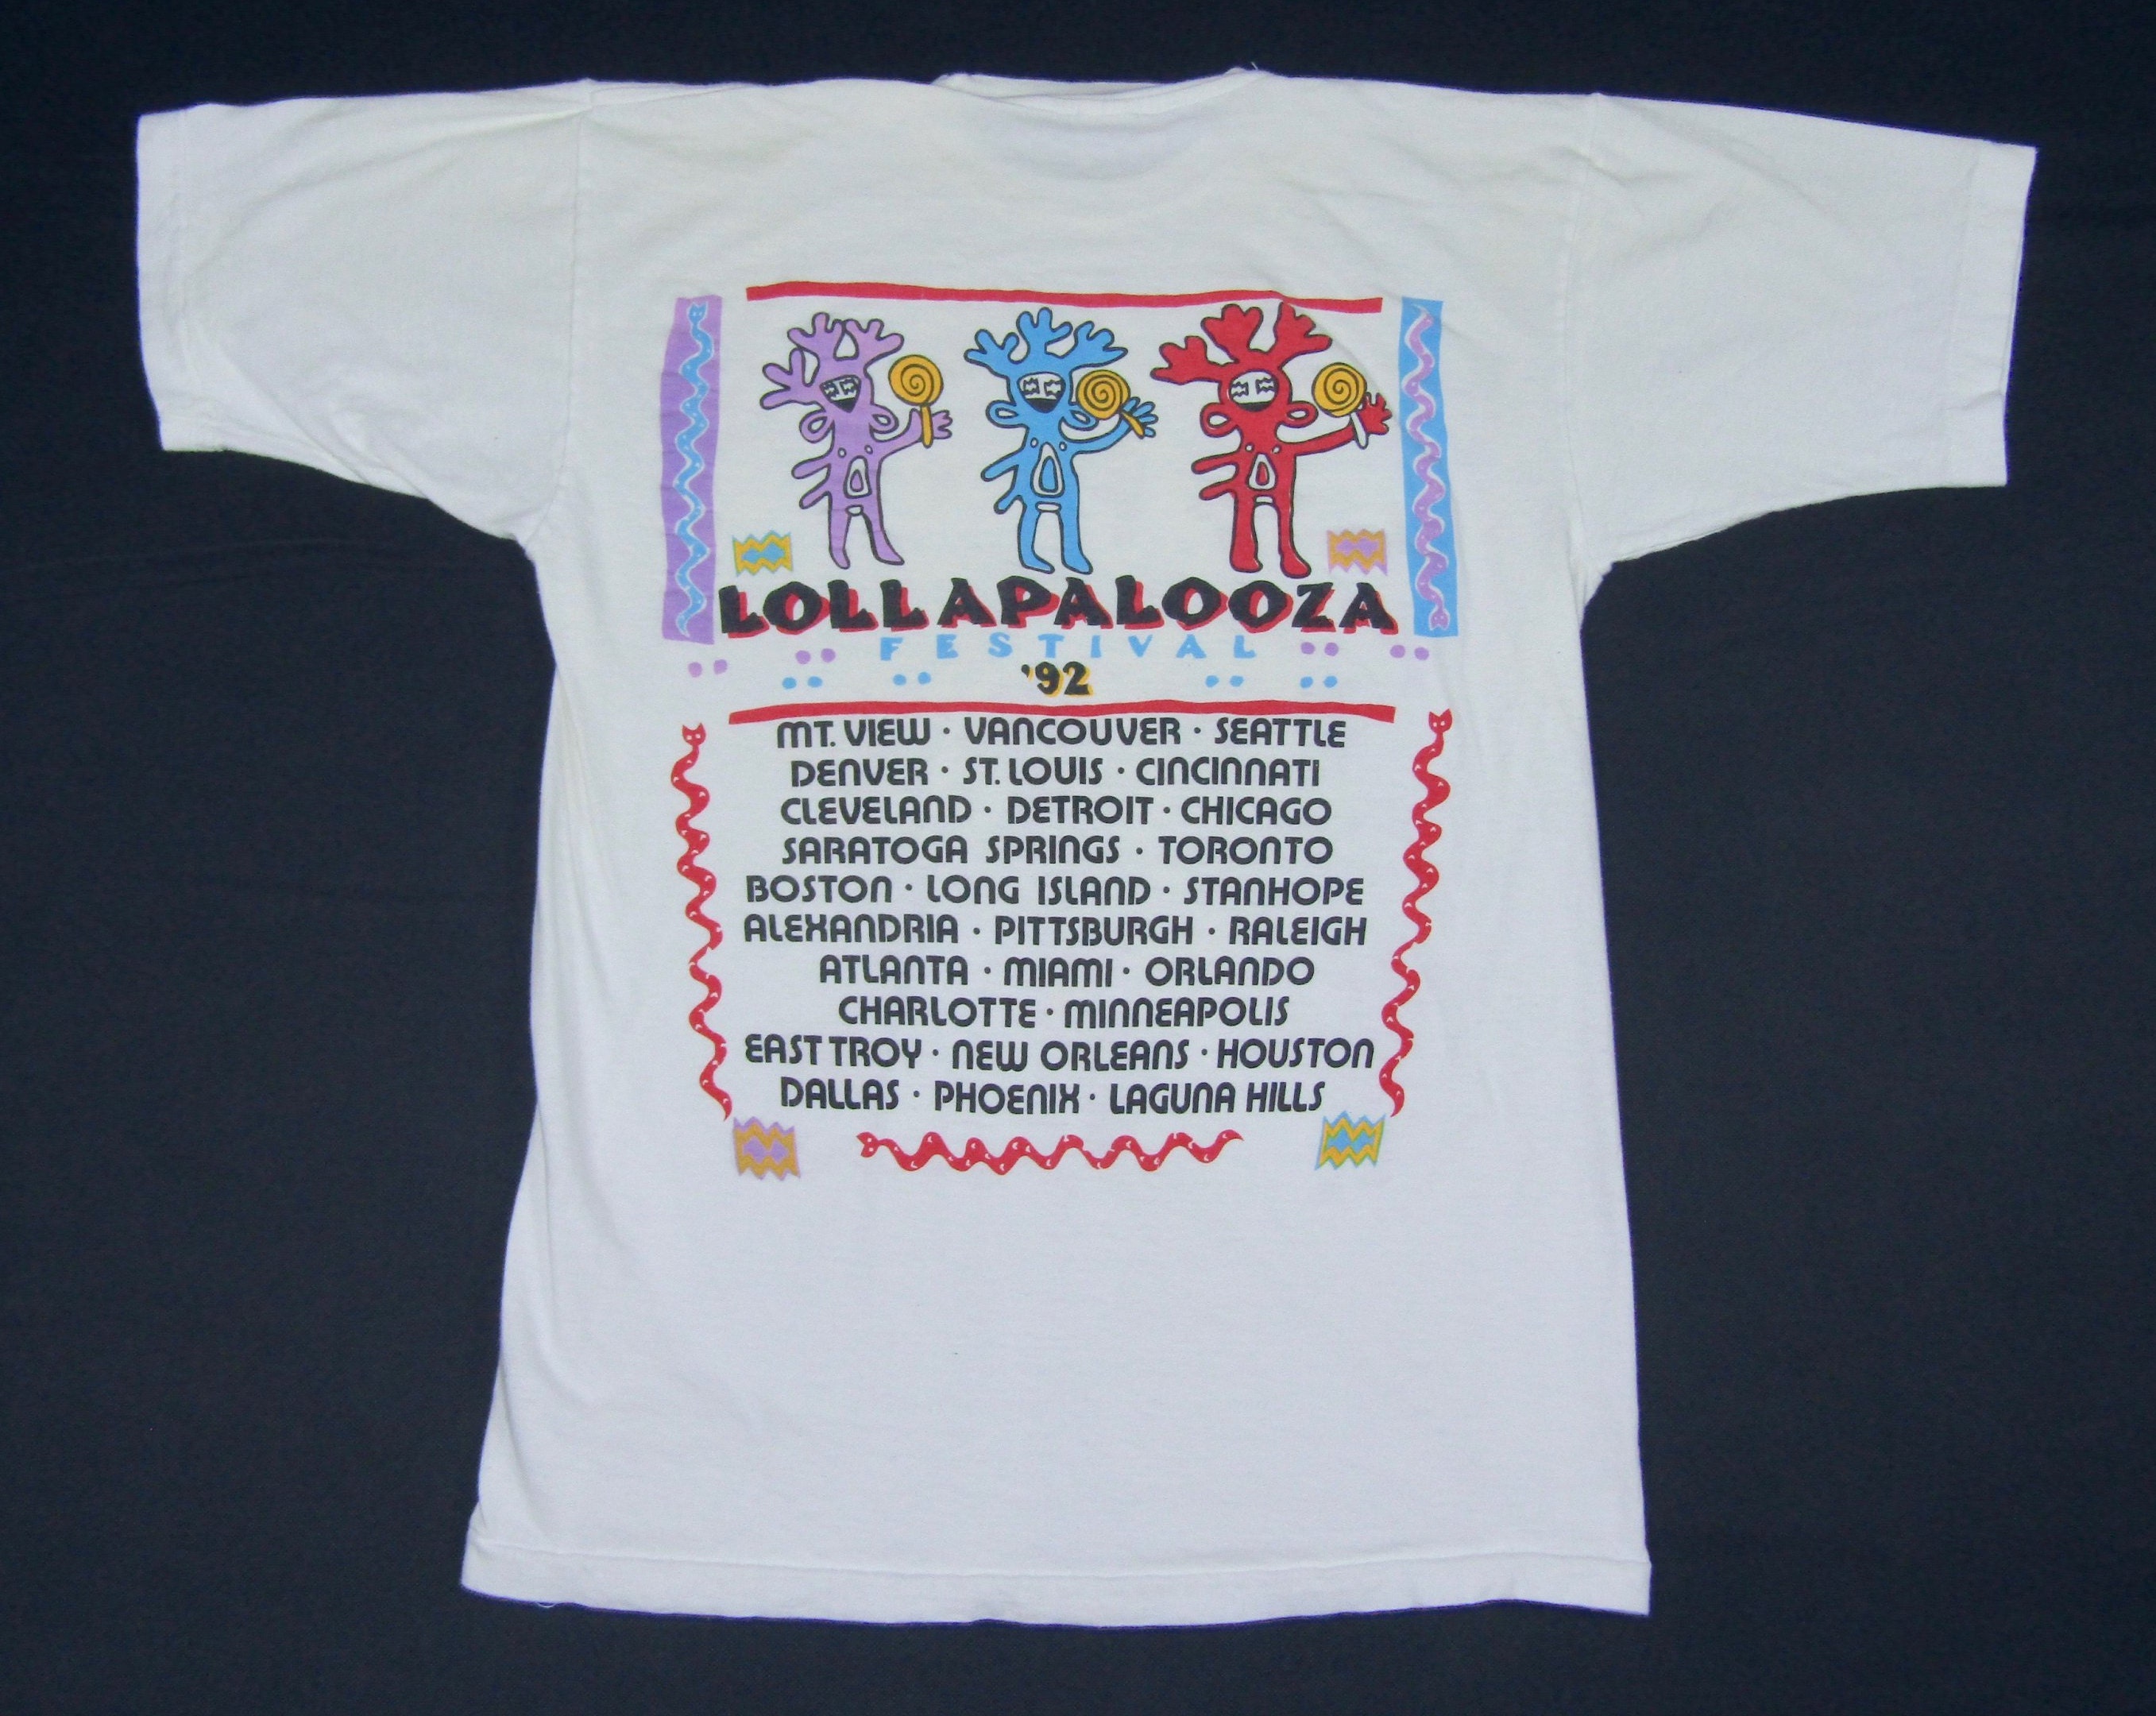 LOLLAPALOOZA
FESTIVAL
'92
MT. VIEW · VANCOUVER · SEATTLE
DENVER · ST. LOUIS · CINCINNATI
CLEVELAND · DETROIT · CHICAGO
SARATOGA SPRINGS · TORONTO
BOSTON · LONG ISLAND · STANHOPE
ALEXANDRIA · PITTSBURGH · RALEIGH
ATLANTA · MIAMI · ORLANDO
CHARLOTTE · MINNEAPOLIS
EAST TROY · NEW ORLEANS · HOUSTON
DALLAS · PHOENIX · LAGUNA HILLS